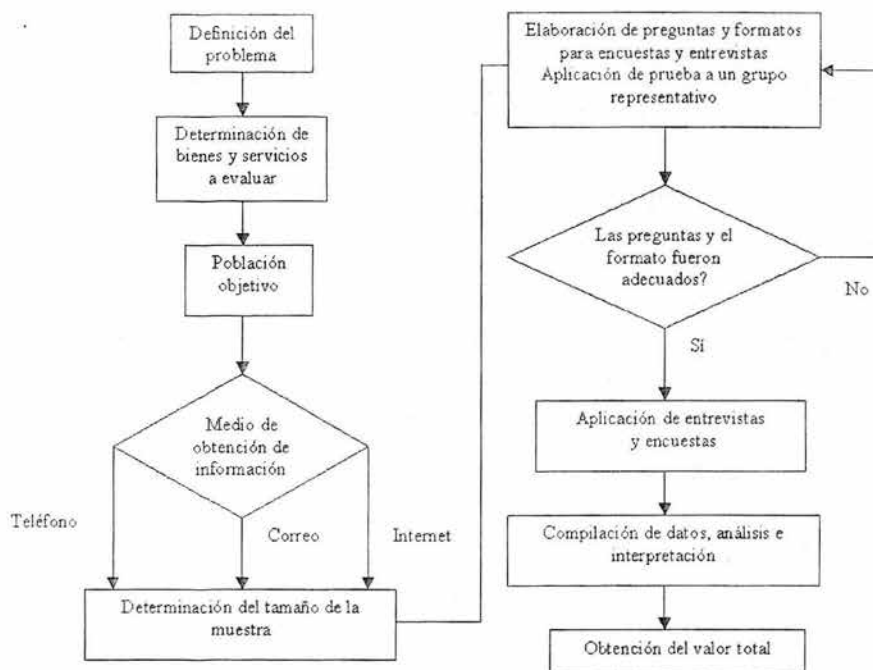 Definición del
problema
Determinación de
bienes y servicios
a evaluar
Población
objetivo
Medio de
obtención de
información
Teléfono
Correo
Internet
Determinación del tamaño de la
muestra
Elaboración de preguntas y formatos
para encuestas y entrevistas
Aplicación de prueba a un grupo
representativo
Las preguntas y el
formato fueron
adecuados?
No
Sí
Aplicación de entrevistas
y encuestas
Compilación de datos, análisis e
interpretación
Obtención del valor total